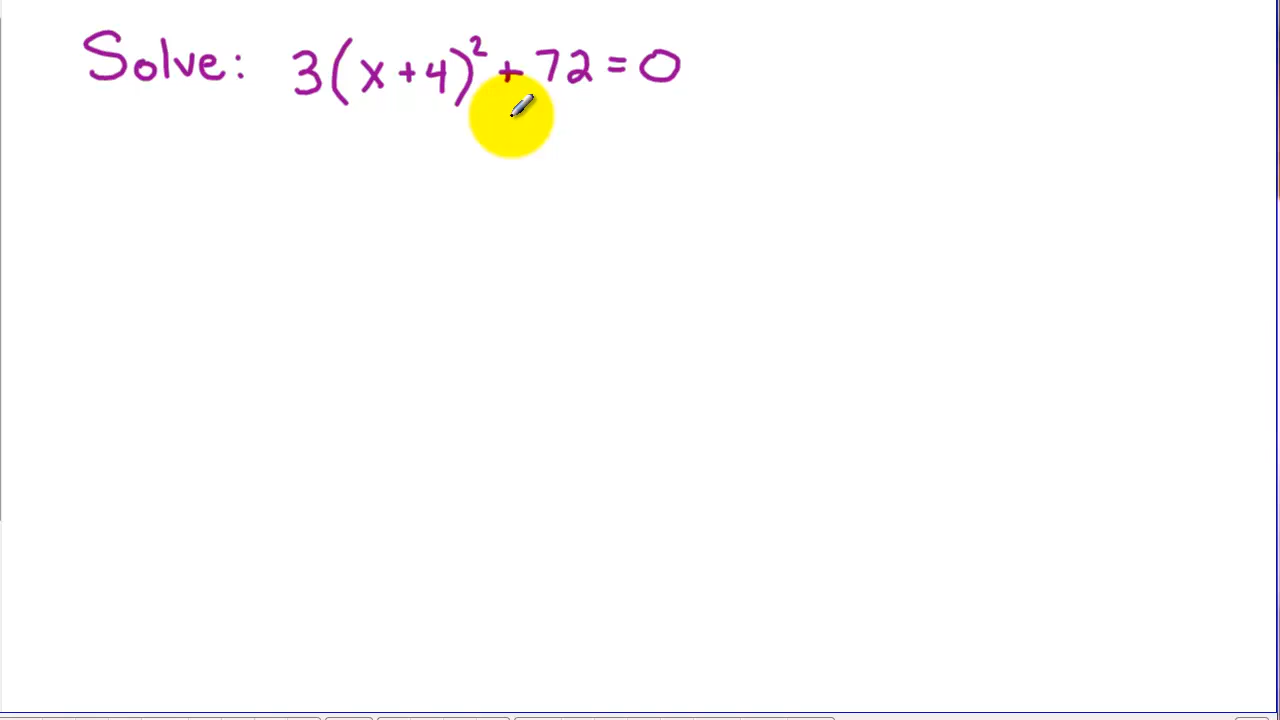 Solve: 3(x+4)² + 72 = 0